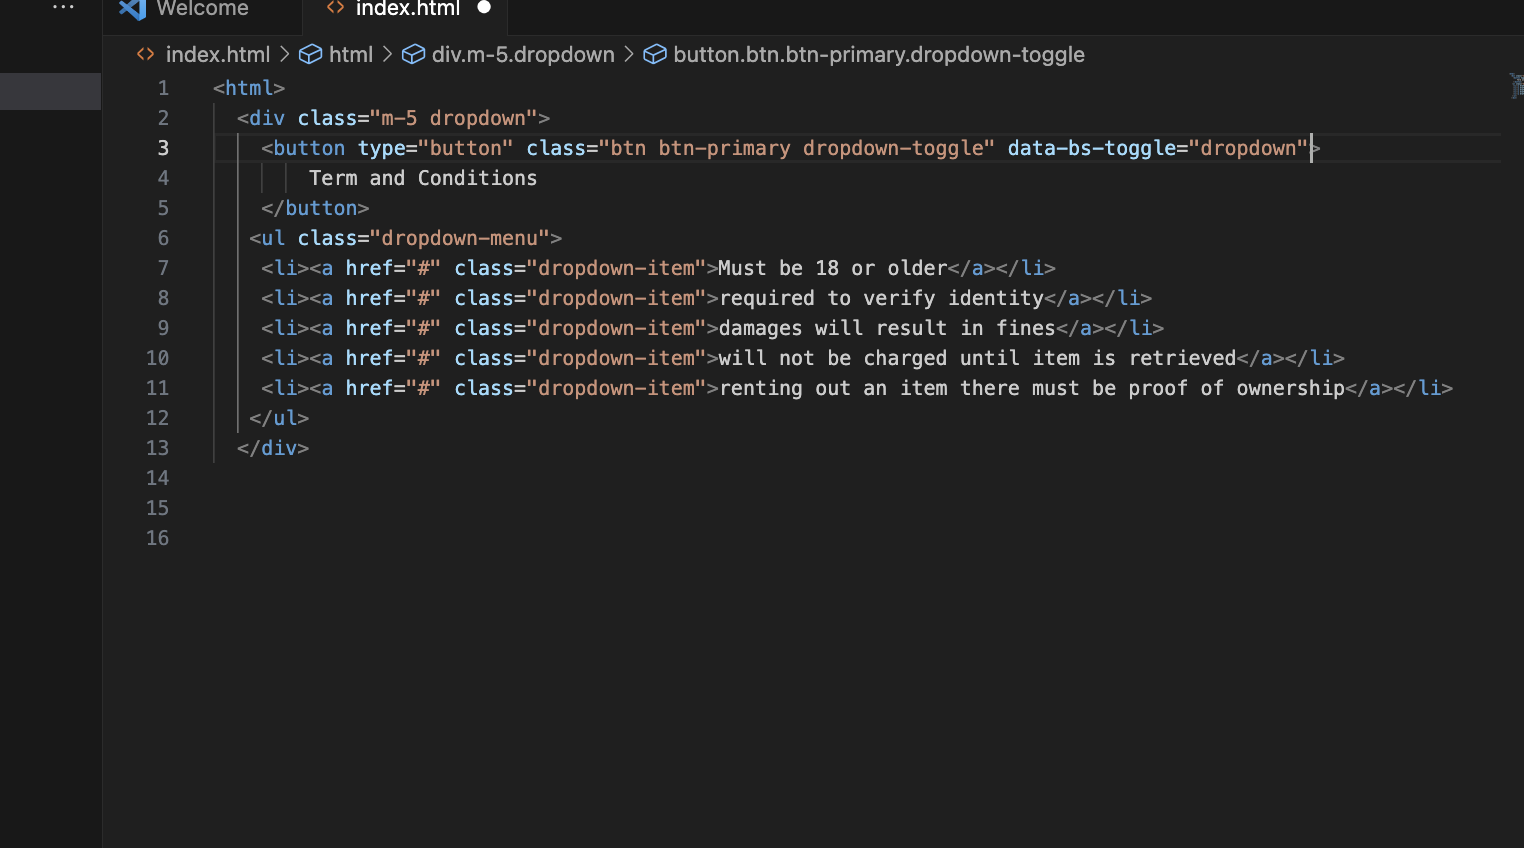 ... Welcome <> index.html ●
<> index.html > html > div.m-5.dropdown > button.btn.btn-primary.dropdown-toggle
1 <html>
2 <div class="m-5 dropdown">
3 <button type="button" class="btn btn-primary dropdown-toggle" data-bs-toggle="dropdown">
4 Term and Conditions
5 </button>
6 <ul class="dropdown-menu">
7 <li><a href="#" class="dropdown-item">Must be 18 or older</a></li>
8 <li><a href="#" class="dropdown-item">required to verify identity</a></li>
9 <li><a href="#" class="dropdown-item">damages will result in fines</a></li>
10 <li><a href="#" class="dropdown-item">will not be charged until item is retrieved</a></li>
11 <li><a href="#" class="dropdown-item">renting out an item there must be proof of ownership</a></li>
12 </ul>
13 </div>
14
15
16